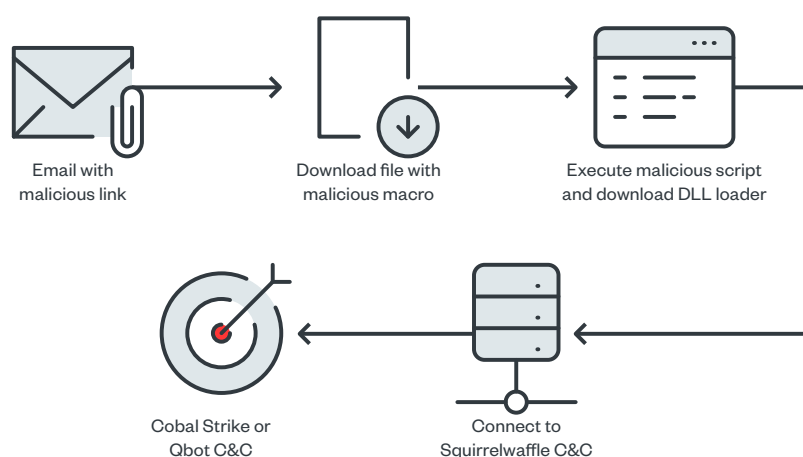 Email with
malicious link
Download file with
malicious macro
Execute malicious script
and download DLL loader
Cobal Strike or
Qbot C&C
Connect to
Squirrelwaffle C&C